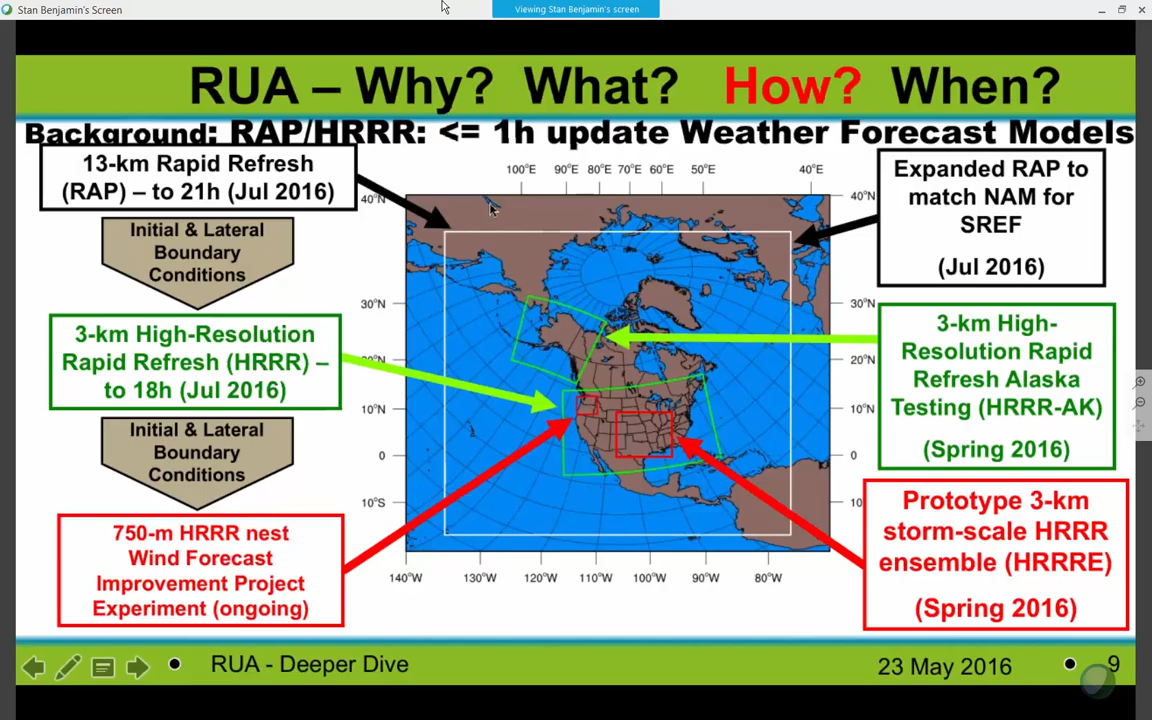 Stan Benjamin's Screen
Viewing Stan Benjamin's screen
RUA – Why? What? How? When?
Background: RAP/HRRR: <= 1h update Weather Forecast Models
13-km Rapid Refresh
(RAP) – to 21h (Jul 2016)
Initial & Lateral
Boundary
Conditions
3-km High-Resolution
Rapid Refresh (HRRR) –
to 18h (Jul 2016)
Initial & Lateral
Boundary
Conditions
750-m HRRR nest
Wind Forecast
Improvement Project
Experiment (ongoing)
100°E 90°E 80°E 70°E 60°E 50°E 40°E
40°N 40°N
30°N 30°N
20°N 20°N
10°N 10°N
0 0
10°S 10
140°W 130°W 120°W 110°W 100°W 90°W 80°W
Expanded RAP to
match NAM for
SREF
(Jul 2016)
3-km High-
Resolution Rapid
Refresh Alaska
Testing (HRRR-AK)
(Spring 2016)
Prototype 3-km
storm-scale HRRR
ensemble (HRRRE)
(Spring 2016)
RUA - Deeper Dive
23 May 2016
9